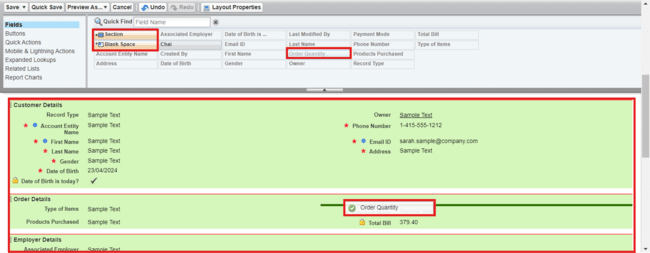 Save Quick Save Preview As... Cancel Undo Redo Layout Properties
Fields
Buttons
Quick Actions
Mobile & Lightning Actions
Expanded Lookups
Related Lists
Report Charts
Quick Find Field Name
Section Associated Employer Date of Birth is ... Last Modified By Payment Mode Total Bill
Blank Space Chai Email ID Last Name Phone Number Type of Items
Account Entity Name Created By First Name Order Quantity Products Purchased
Address Date of Birth Gender Owner Record Type
Customer Details
Record Type Sample Text Owner Sample Text
Account Entity Name Sample Text Phone Number 1-415-555-1212
First Name Sample Text Email ID sarah.sample@company.com
Last Name Sample Text Address Sample Text
Gender Sample Text
Date of Birth 23/04/2024
Date of Birth is today?
Order Details
Type of Items Sample Text Order Quantity
Products Purchased Sample Text Total Bill 379.40
Employer Details
Associated Employer Sample Text